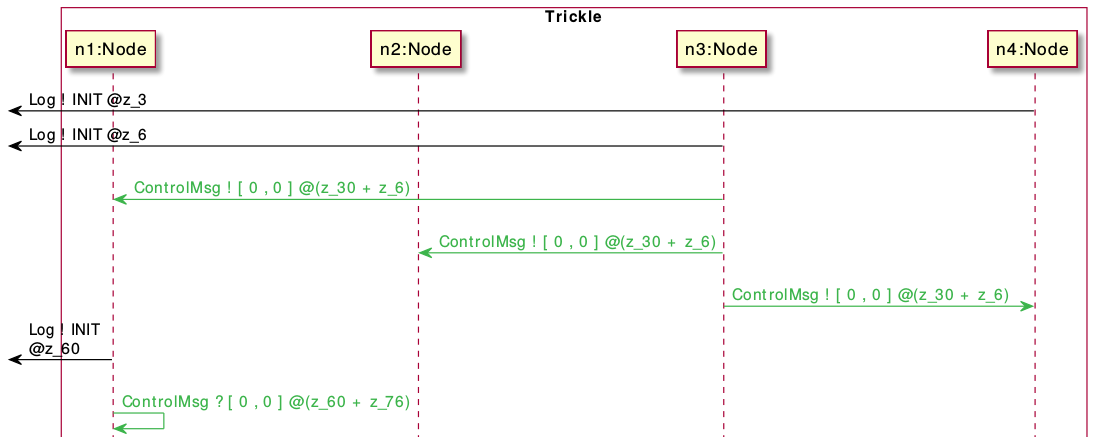 Trickle
n1:Node
n2:Node
n3:Node
n4:Node
Log ! INIT @z_3
Log ! INIT @z_6
ControlMsg ! [ 0 , 0 ] @(z_30 + z_6)
ControlMsg ! [ 0 , 0 ] @(z_30 + z_6)
ControlMsg ! [ 0 , 0 ] @(z_30 + z_6)
Log ! INIT
@z_60
ControlMsg ? [ 0 , 0 ] @(z_60 + z_76)